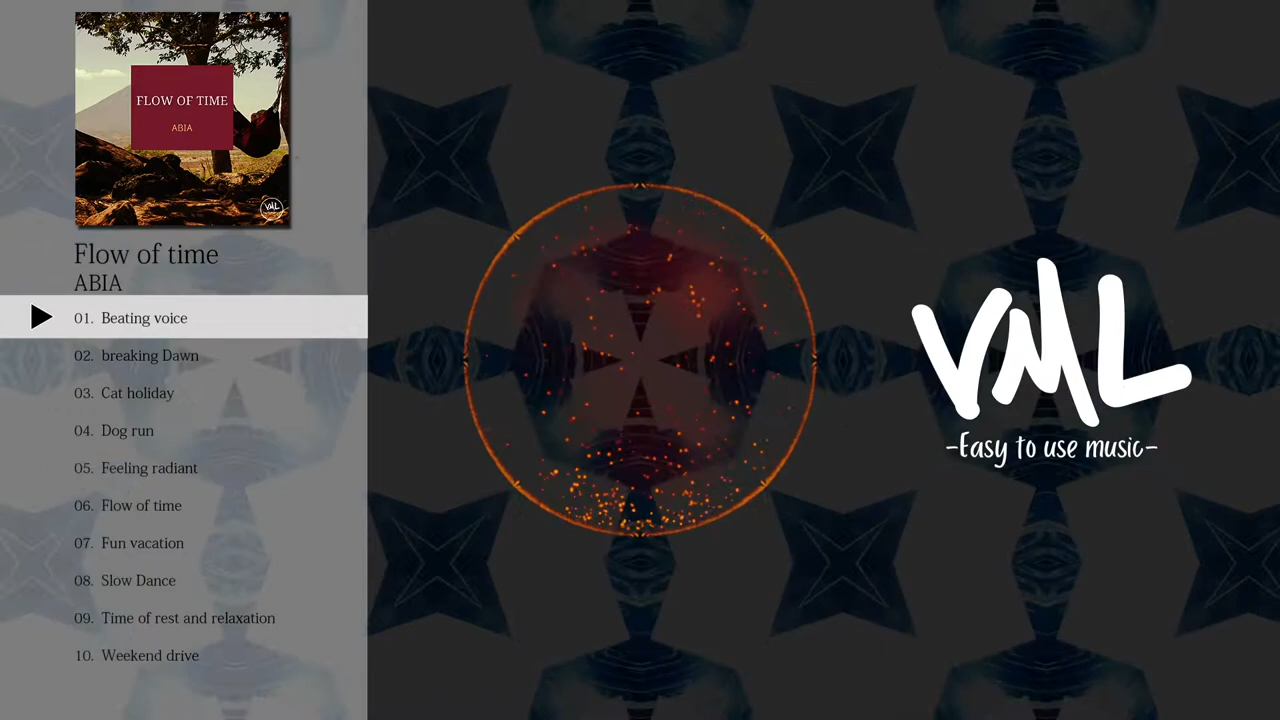 FLOW OF TIME
ABIA
VML
Flow of time
ABIA
01. Beating voice
02. breaking Dawn
03. Cat holiday
04. Dog run
05. Feeling radiant
06. Flow of time
07. Fun vacation
08. Slow Dance
09. Time of rest and relaxation
10. Weekend drive
VML
-Easy to use music-